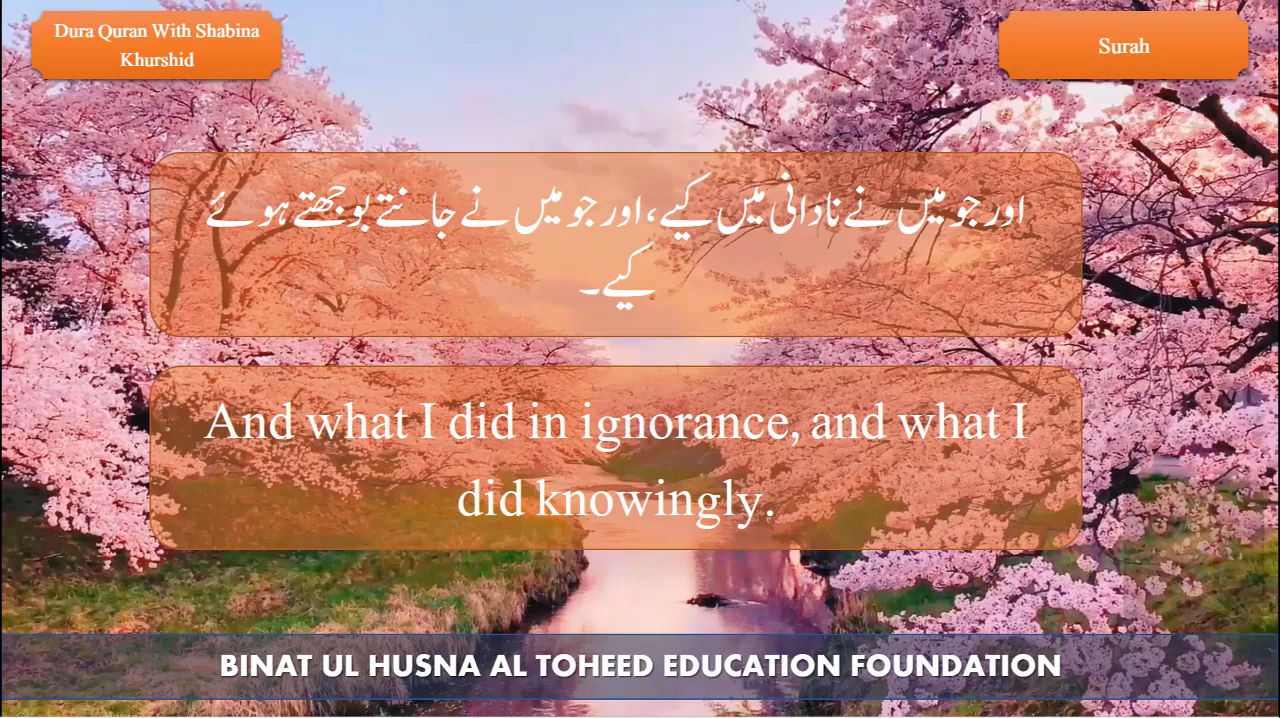 Dura Quran With Shabina
Khurshid
Surah
اور جو میں نے نادانی میں کیے، اور جو میں نے جانتے بوجھتے ہوئے
کیے۔
And what I did in ignorance, and what I
did knowingly.
BINAT UL HUSNA AL TOHEED EDUCATION FOUNDATION